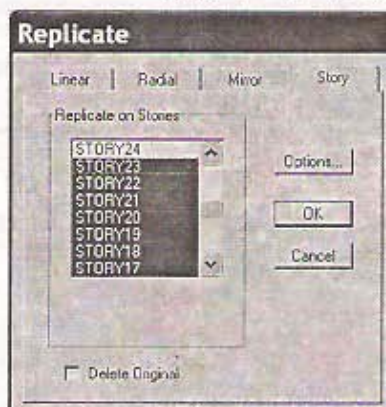 Replicate
Linear Radial Mirror Story
Replicate on Stories
STORY24
STORY23
STORY22
STORY21
STORY20
STORY19
STORY18
STORY17
Options...
OK
Cancel
Delete Original